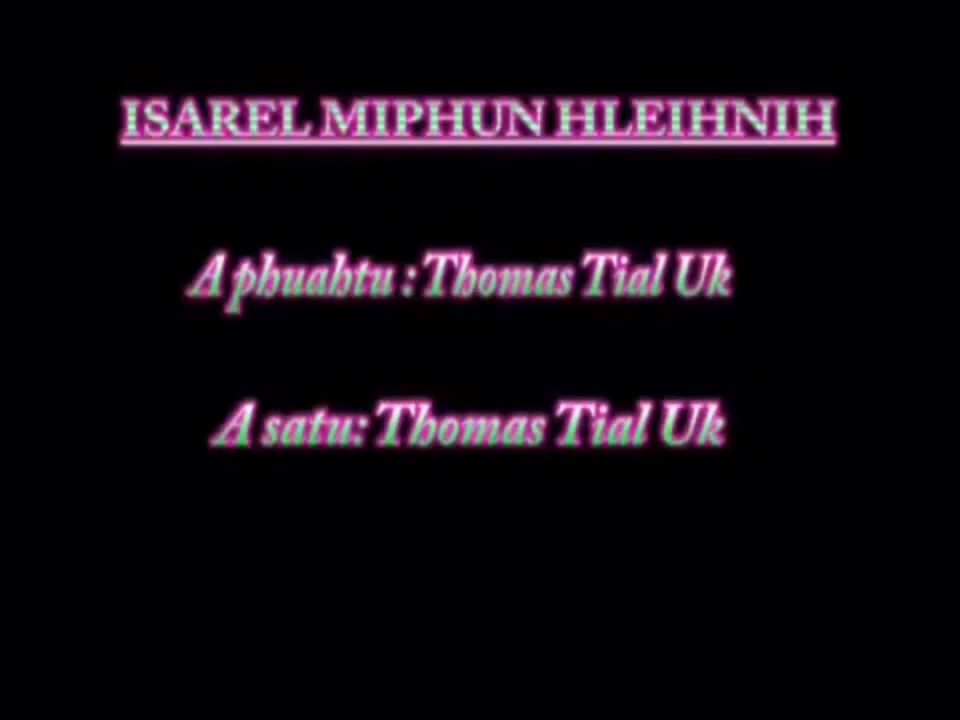 ISAREL MIPHUN HLEIHNIH
A phuahtu : Thomas Tial Uk
A satu: Thomas Tial Uk